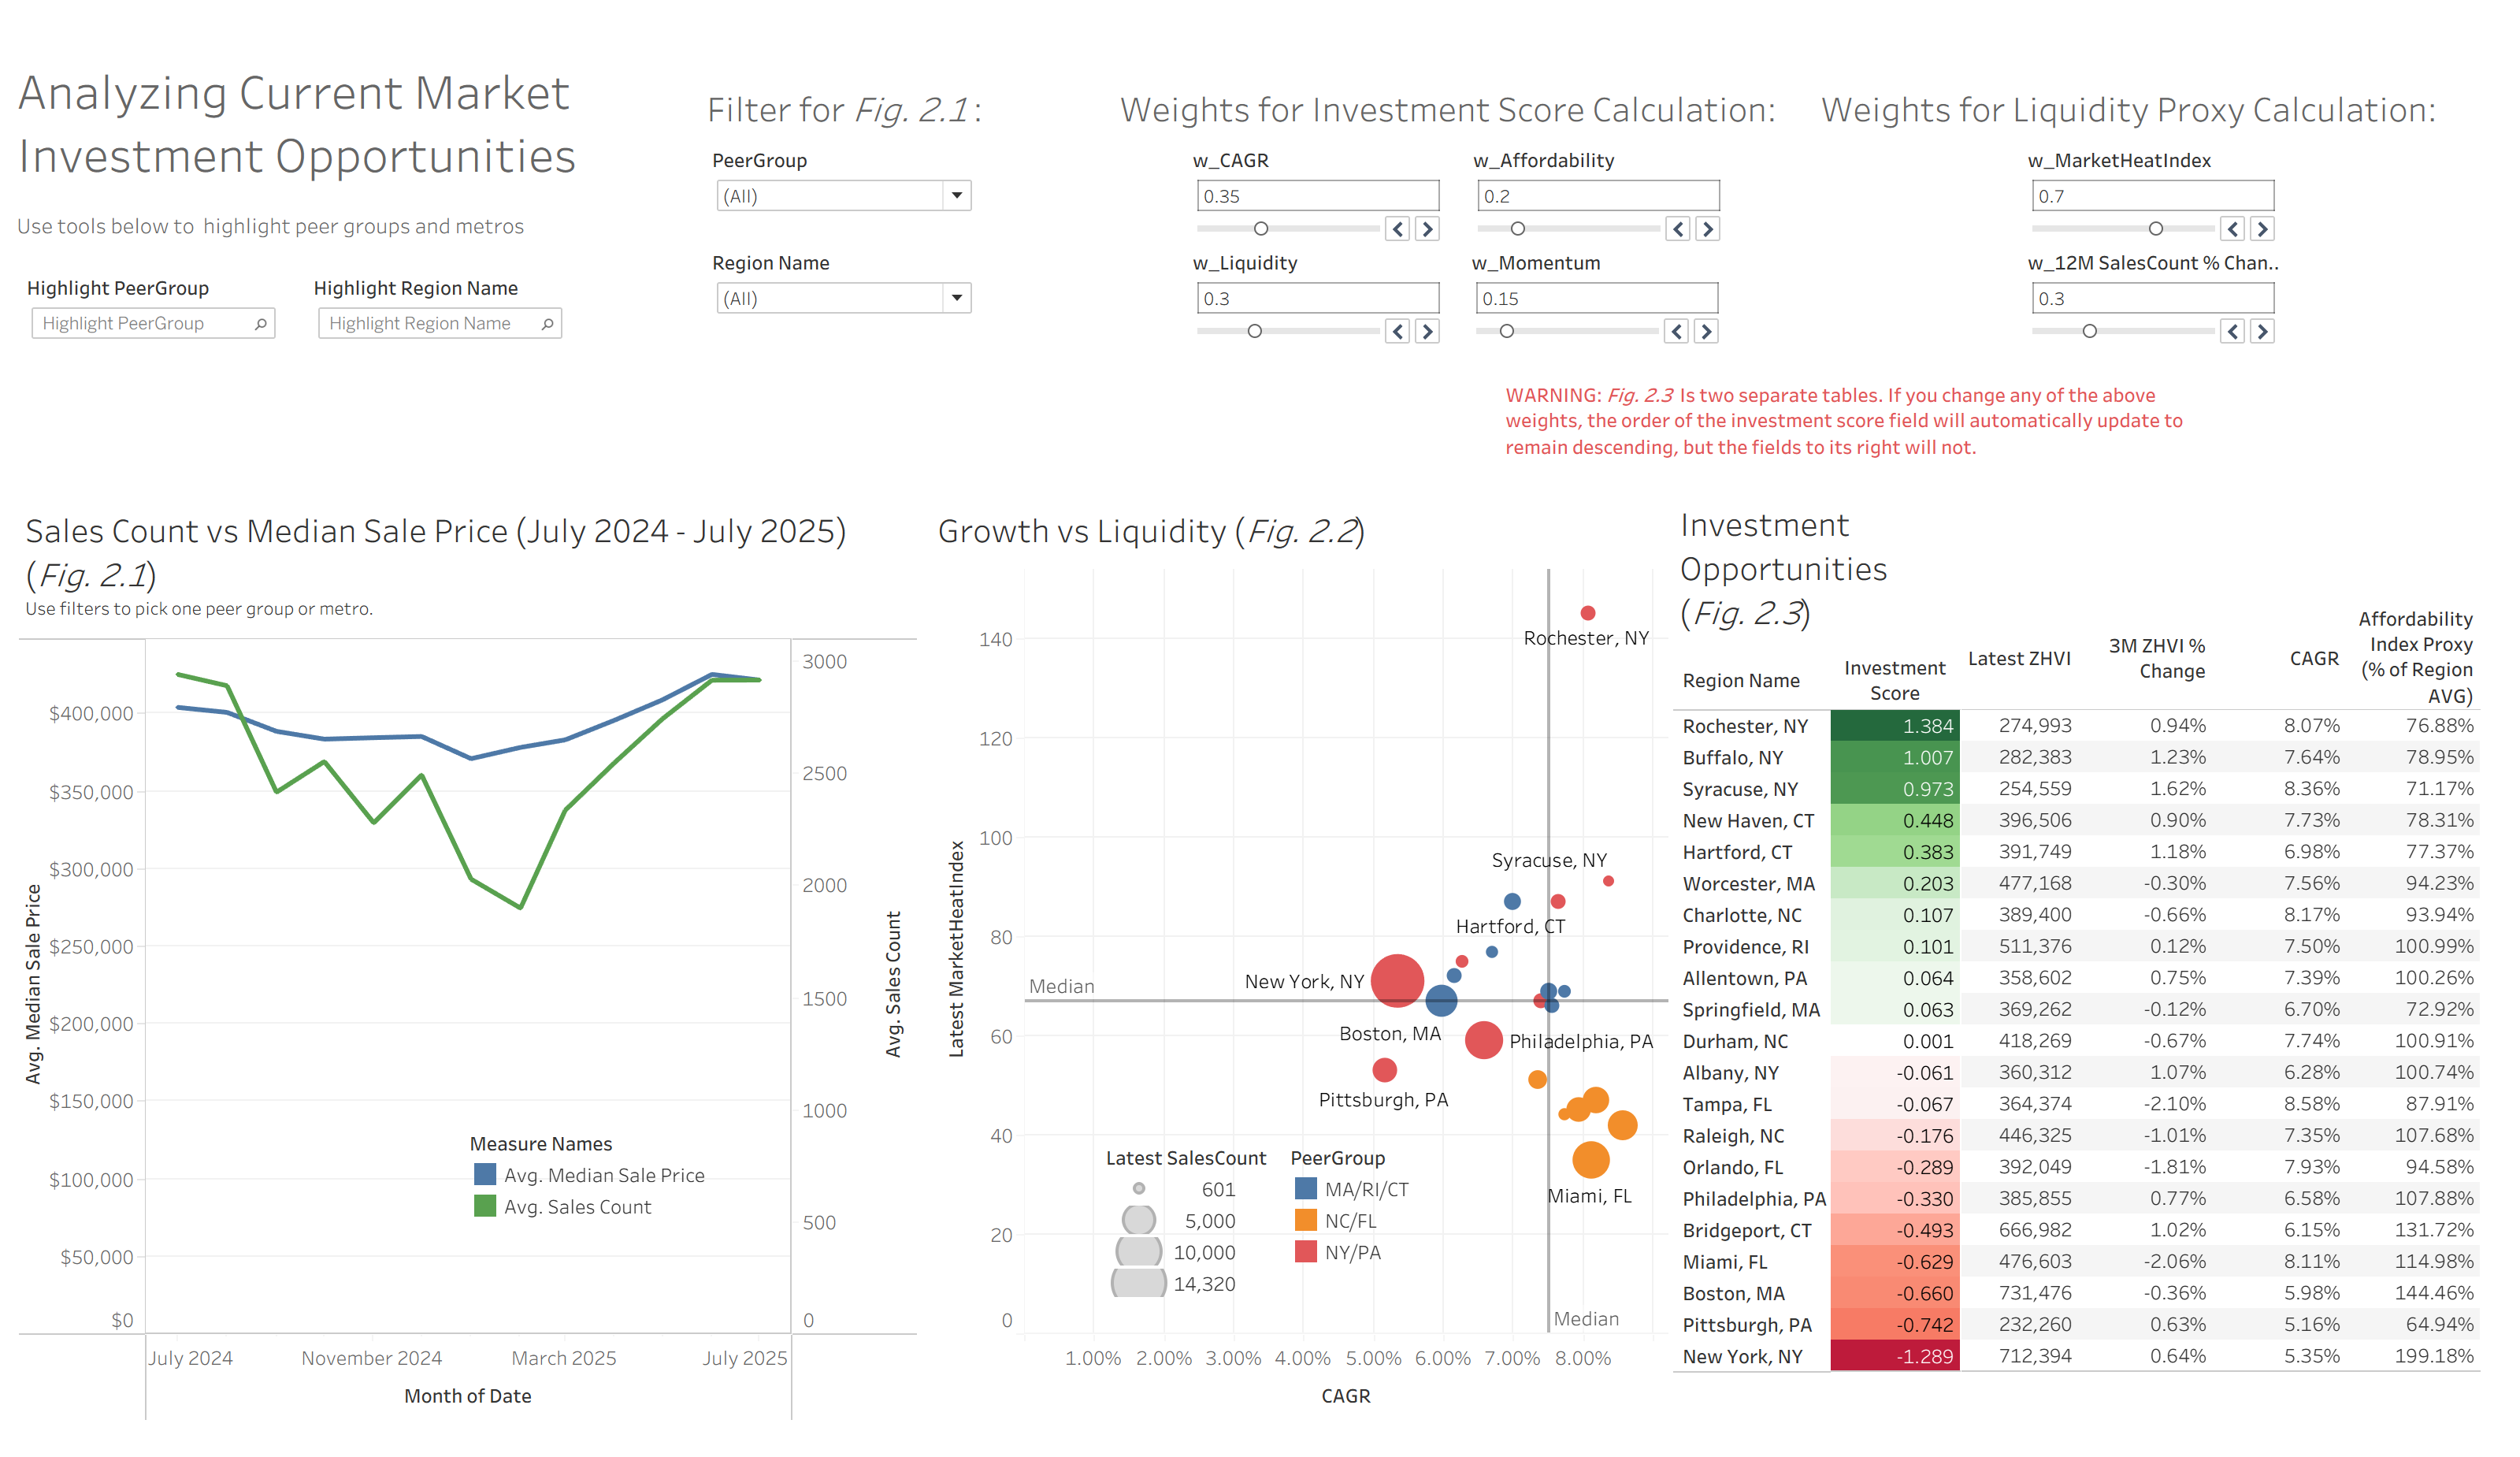 Analyzing Current Market
Investment Opportunities
Use tools below to  highlight peer groups and metros
Highlight PeerGroup
Highlight Region Name
Highlight PeerGroup
Highlight Region Name
Filter for Fig. 2.1 :
PeerGroup
(All)
Region Name
(All)
Weights for Investment Score Calculation:
w_CAGR
w_Affordability
0.35
0.2
w_Liquidity
w_Momentum
0.3
0.15
Weights for Liquidity Proxy Calculation:
w_MarketHeatIndex
0.7
w_12M SalesCount % Chan..
0.3
WARNING: Fig. 2.3 Is two separate tables. If you change any of the above
weights, the order of the investment score field will automatically update to
remain descending, but the fields to its right will not.
Sales Count vs Median Sale Price (July 2024 - July 2025)
(Fig. 2.1)
Use filters to pick one peer group or metro.
Avg. Median Sale Price
$400,000
$350,000
$300,000
$250,000
$200,000
$150,000
$100,000
$50,000
$0
3000
2500
2000
1500
1000
500
0
Avg. Sales Count
Measure Names
Avg. Median Sale Price
Avg. Sales Count
July 2024
November 2024
March 2025
July 2025
Month of Date
Growth vs Liquidity (Fig. 2.2)
Latest MarketHeatIndex
140
120
100
80
60
40
20
0
Rochester, NY
Syracuse, NY
Hartford, CT
New York, NY
Median
Boston, MA
Philadelphia, PA
Pittsburgh, PA
Miami, FL
Latest SalesCount
601
5,000
10,000
14,320
PeerGroup
MA/RI/CT
NC/FL
NY/PA
Median
1.00% 2.00% 3.00% 4.00% 5.00% 6.00% 7.00% 8.00%
CAGR
Investment
Opportunities
(Fig. 2.3)
Region Name
Investment
Score
Latest ZHVI
3M ZHVI %
Change
CAGR
Affordability
Index Proxy
(% of Region
AVG)
Rochester, NY 1.384 274,993 0.94% 8.07% 76.88%
Buffalo, NY 1.007 282,383 1.23% 7.64% 78.95%
Syracuse, NY 0.973 254,559 1.62% 8.36% 71.17%
New Haven, CT 0.448 396,506 0.90% 7.73% 78.31%
Hartford, CT 0.383 391,749 1.18% 6.98% 77.37%
Worcester, MA 0.203 477,168 -0.30% 7.56% 94.23%
Charlotte, NC 0.107 389,400 -0.66% 8.17% 93.94%
Providence, RI 0.101 511,376 0.12% 7.50% 100.99%
Allentown, PA 0.064 358,602 0.75% 7.39% 100.26%
Springfield, MA 0.063 369,262 -0.12% 6.70% 72.92%
Durham, NC 0.001 418,269 -0.67% 7.74% 100.91%
Albany, NY -0.061 360,312 1.07% 6.28% 100.74%
Tampa, FL -0.067 364,374 -2.10% 8.58% 87.91%
Raleigh, NC -0.176 446,325 -1.01% 7.35% 107.68%
Orlando, FL -0.289 392,049 -1.81% 7.93% 94.58%
Philadelphia, PA -0.330 385,855 0.77% 6.58% 107.88%
Bridgeport, CT -0.493 666,982 1.02% 6.15% 131.72%
Miami, FL -0.629 476,603 -2.06% 8.11% 114.98%
Boston, MA -0.660 731,476 -0.36% 5.98% 144.46%
Pittsburgh, PA -0.742 232,260 0.63% 5.16% 64.94%
New York, NY -1.289 712,394 0.64% 5.35% 199.18%